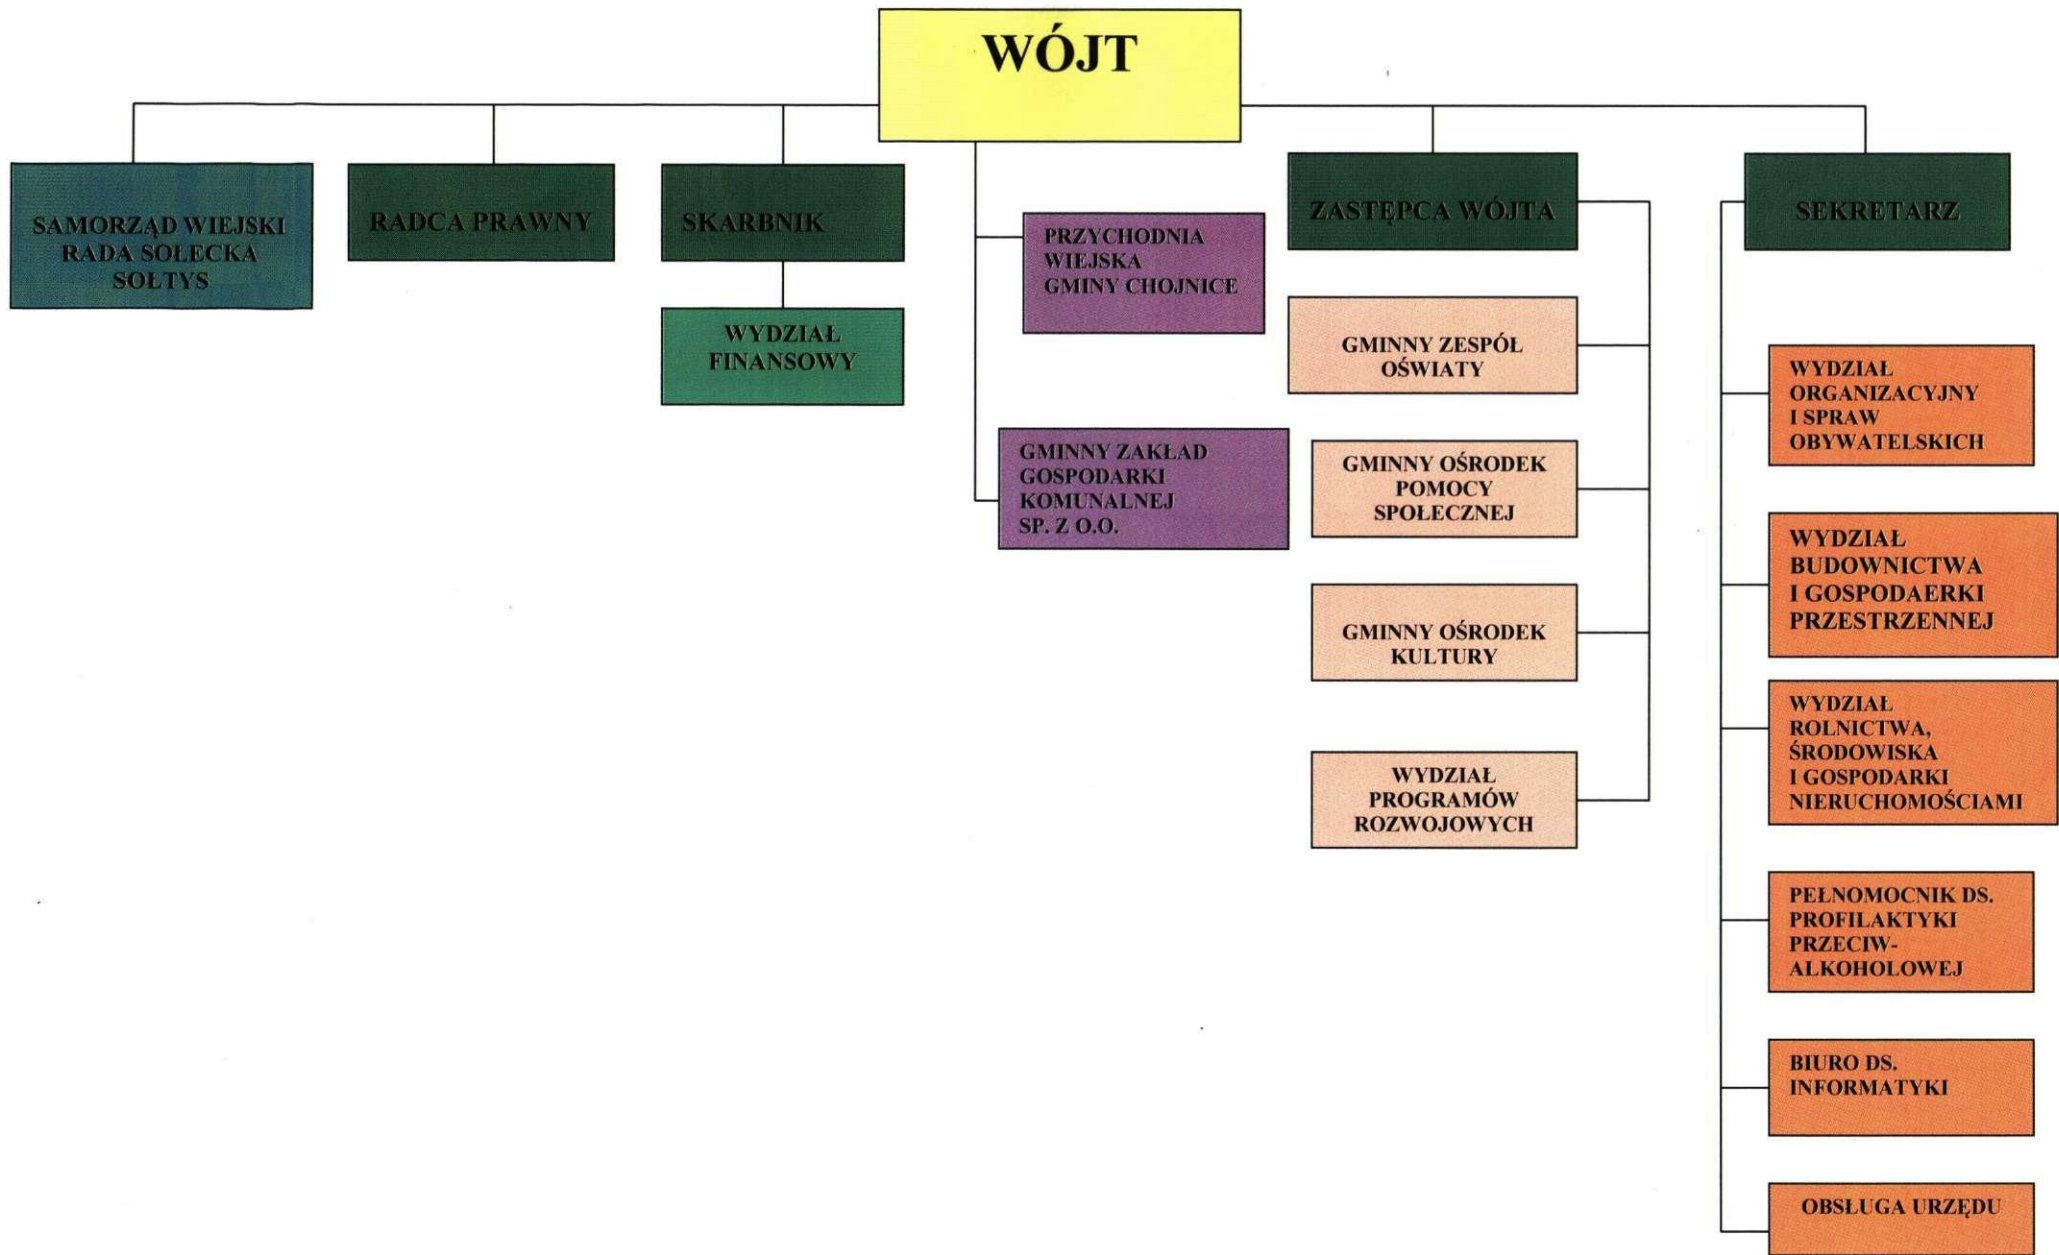 WÓJT
SAMORZĄD WIEJSKI
RADA SOŁECKA
SOŁTYS
RADCA PRAWNY
SKARBNIK
WYDZIAŁ
FINANSOWY
PRZYCHODNIA
WIEJSKA
GMINY CHOJNICE
GMINNY ZAKŁAD
GOSPODARKI
KOMUNALNEJ
SP. Z O.O.
ZASTĘPCA WÓJTA
GMINNY ZESPÓŁ
OŚWIATY
GMINNY OŚRODEK
POMOCY
SPOŁECZNEJ
GMINNY OŚRODEK
KULTURY
WYDZIAŁ
PROGRAMÓW
ROZWOJOWYCH
SEKRETARZ
WYDZIAŁ
ORGANIZACYJNY
I SPRAW
OBYWATELSKICH
WYDZIAŁ
BUDOWNICTWA
I GOSPODAERKI
PRZESTRZENNEJ
WYDZIAŁ
ROLNICTWA,
ŚRODOWISKA
I GOSPODARKI
NIERUCHOMOŚCIAMI
PEŁNOMOCNIK DS.
PROFILAKTYKI
PRZECIW-
ALKOHOLOWEJ
BIURO DS.
INFORMATYKI
OBSŁUGA URZĘDU